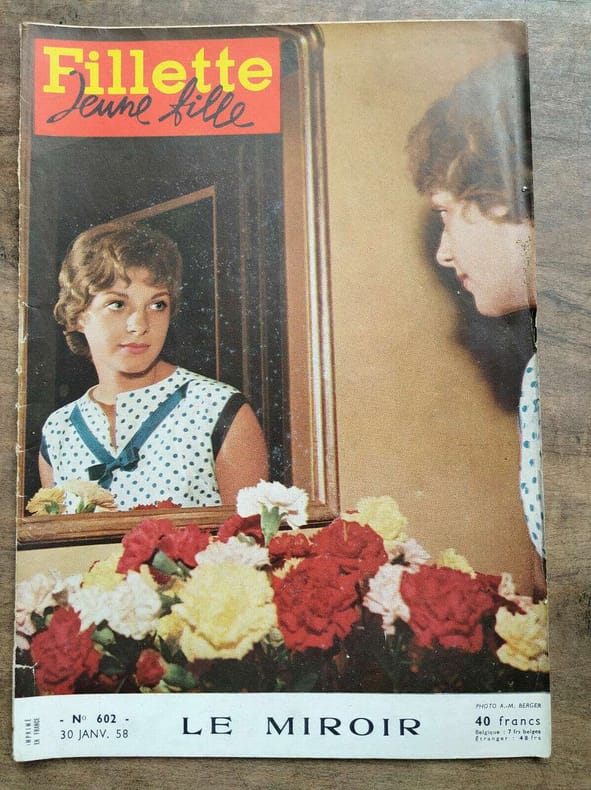 Fillette
Jeune fille
IMPRIMÉ
EN FRANCE
- No 602 -
30 JANV. 58
LE MIROIR
PHOTO A.-M. BERGER
40 francs
Belgique : 7 frs belges
Étranger : 48 frs